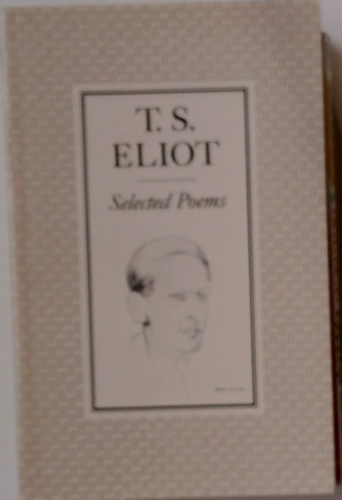 T. S.
ELIOT
Selected Poems